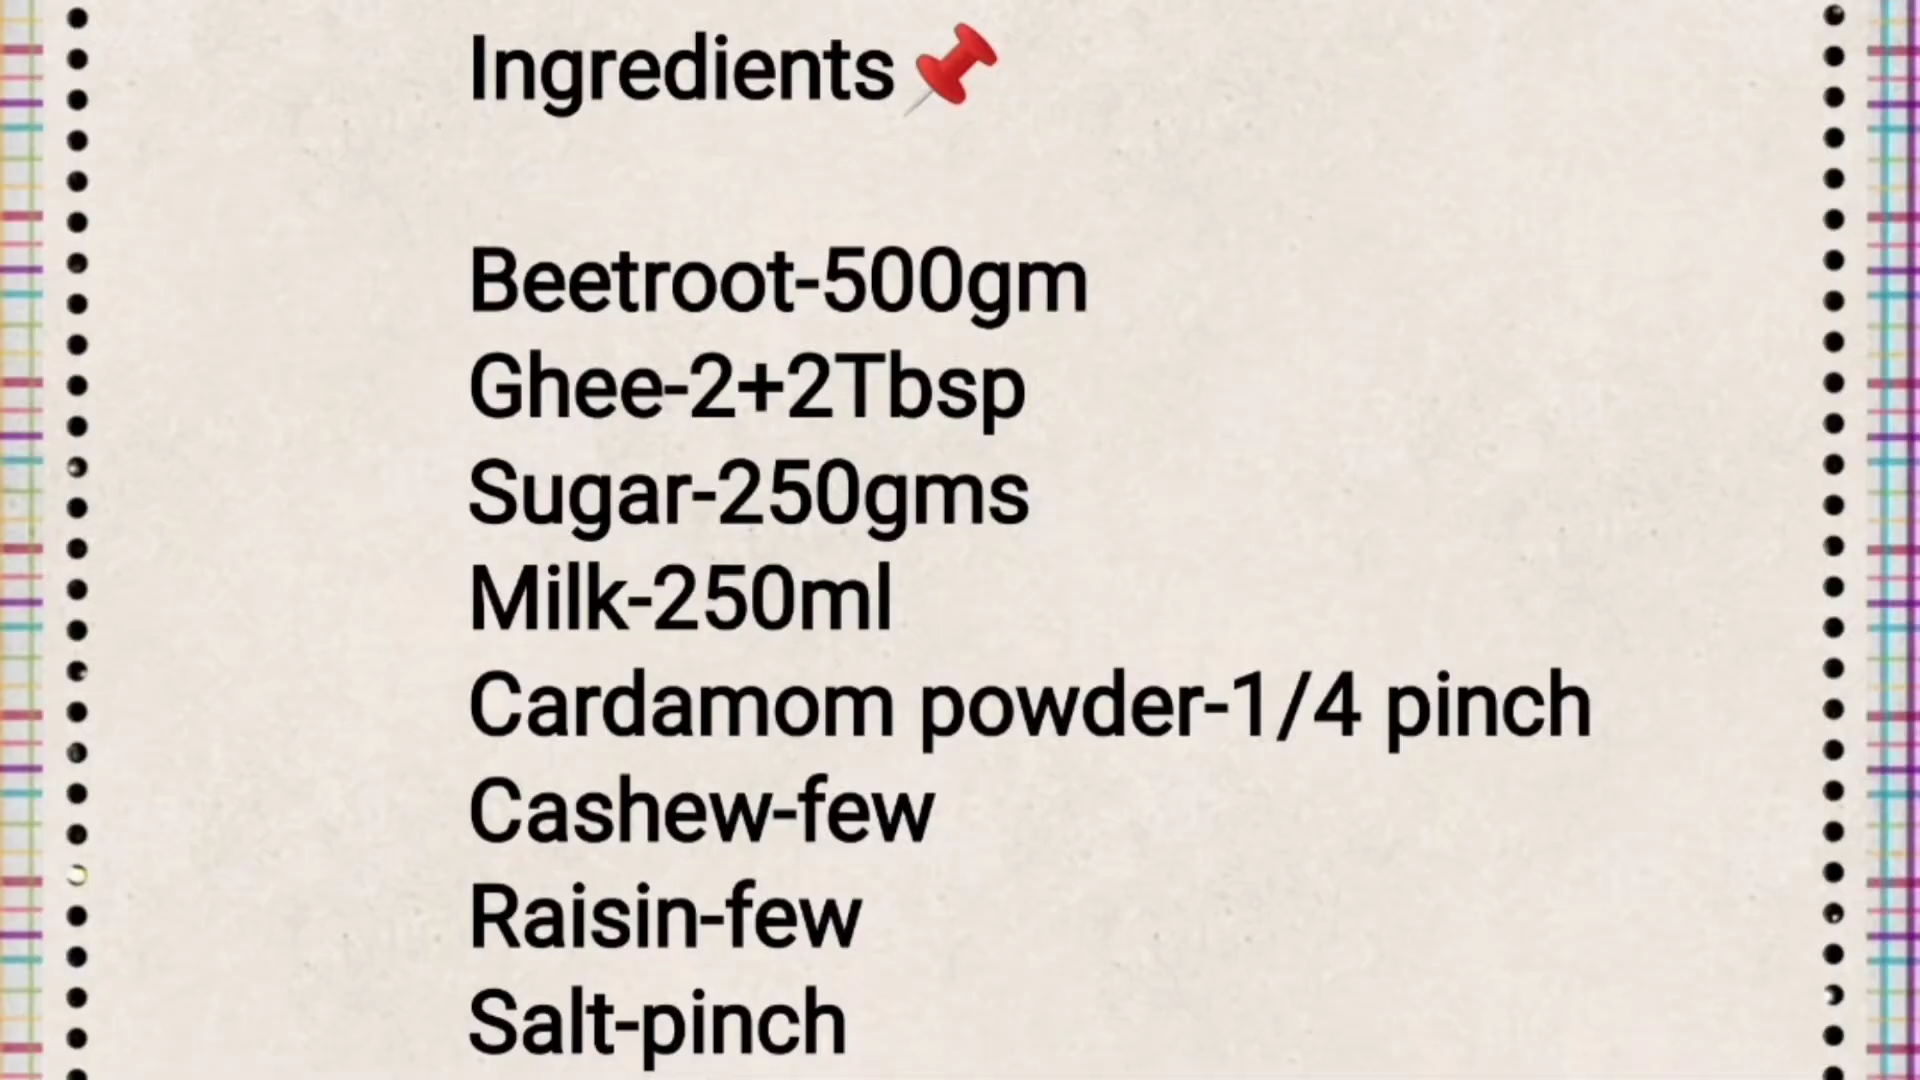 Ingredients📌
Beetroot-500gm
Ghee-2+2Tbsp
Sugar-250gms
Milk-250ml
Cardamom powder-1/4 pinch
Cashew-few
Raisin-few
Salt-pinch